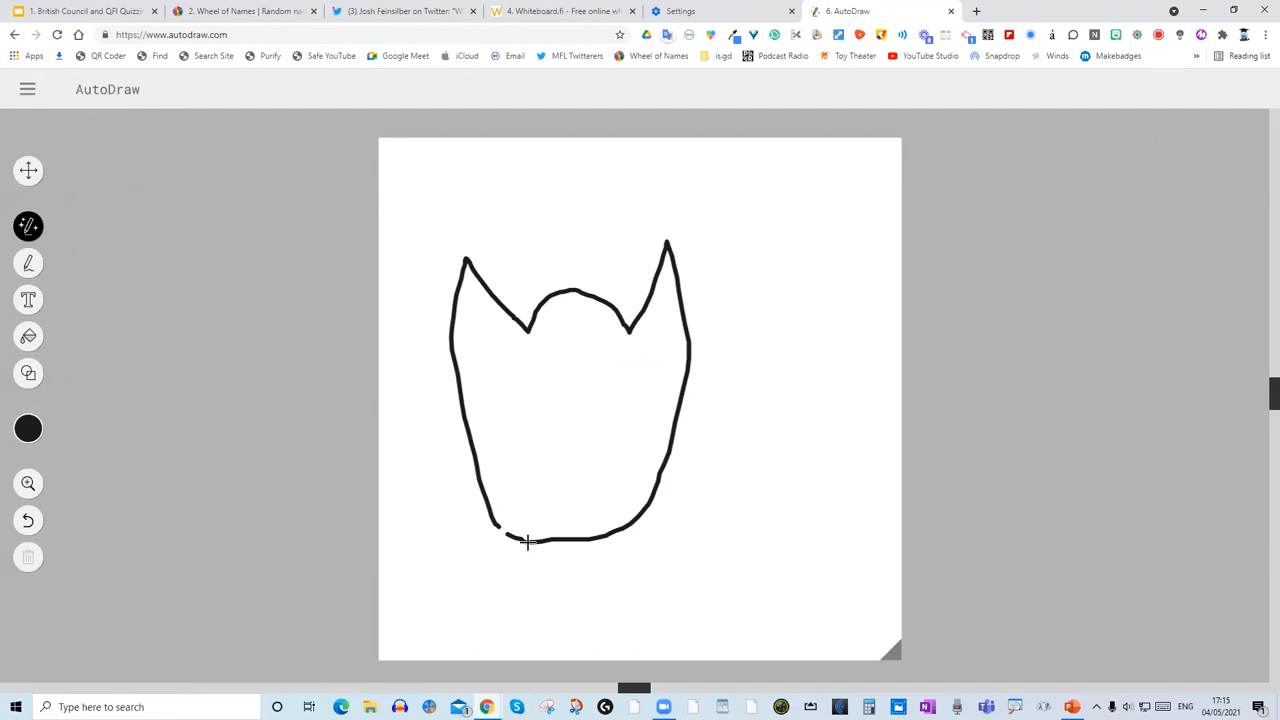 1. British Council and QFI Quizzi
2. Wheel of Names | Random na
(3) Josh Feinsilber on Twitter: "W
4. Whiteboard.fi - Free online wh
Settings
6. AutoDraw
https://www.autodraw.com
Apps
QR Coder
Find
Search Site
Purify
Safe YouTube
Google Meet
iCloud
Email
MFL Twitterers
Wheel of Names
is.gd
Podcast Radio
Toy Theater
YouTube Studio
Snapdrop
Winds
Makebadges
»
Reading list
AutoDraw
T
Type here to search
ENG
17:15
04/05/2021